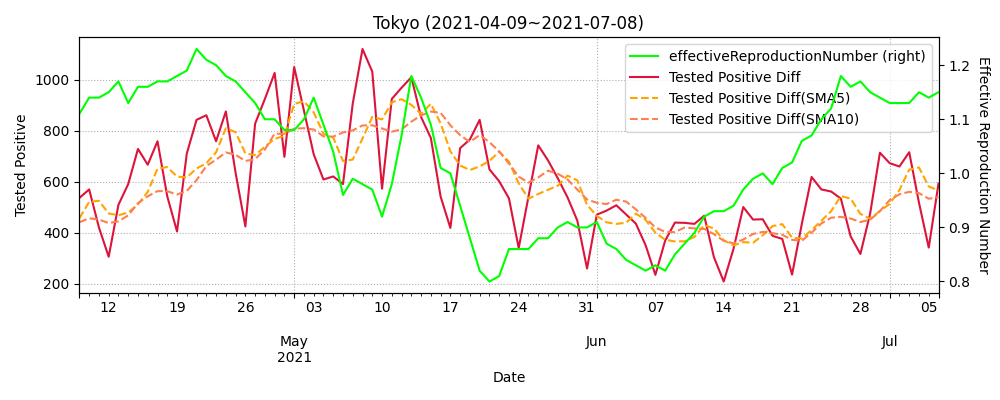 Tokyo (2021-04-09~2021-07-08)
effectiveReproductionNumber (right)
Tested Positive Diff
Tested Positive Diff(SMA5)
Tested Positive Diff(SMA10)
Tested Positive
1000
800
600
400
200
Effective Reproduction Number
1.2
1.1
1.0
0.9
0.8
12 19 26 03 10 17 24 31 07 14 21 28 05
May Jun Jul
2021
Date